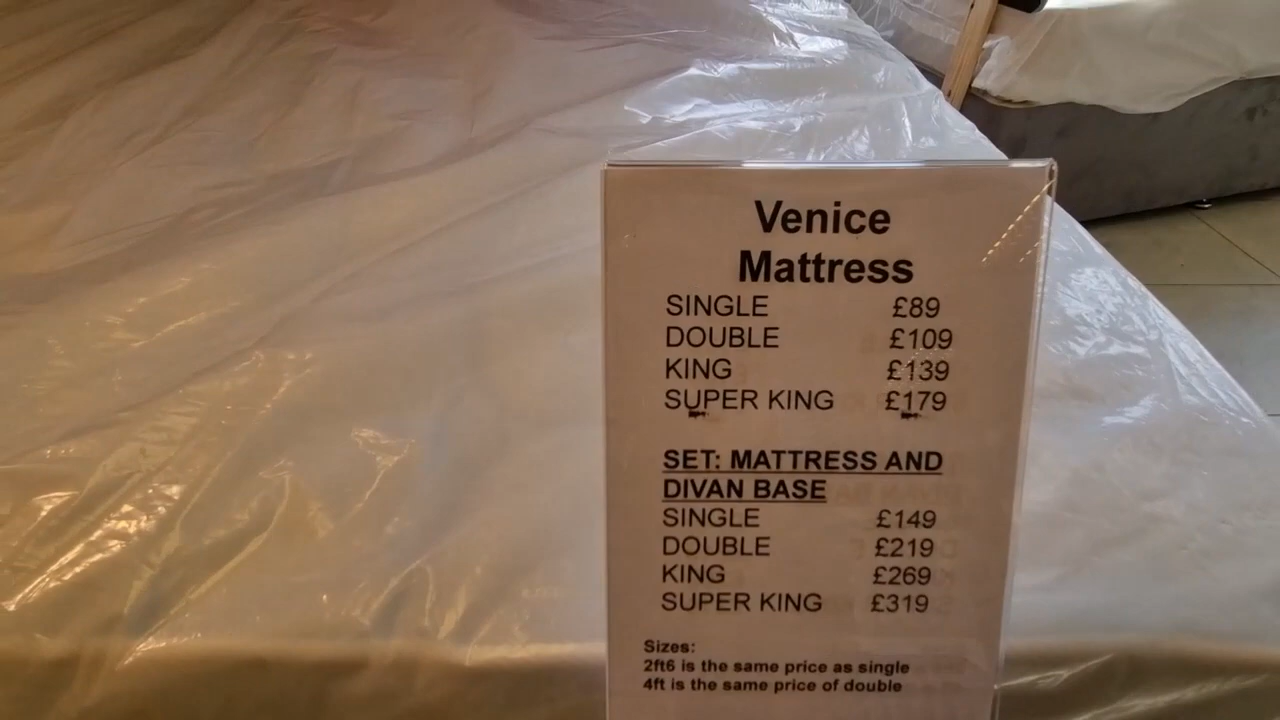 Venice
Mattress
SINGLE £89
DOUBLE £109
KING £139
SUPER KING £179
SET: MATTRESS AND
DIVAN BASE
SINGLE £149
DOUBLE £219
KING £269
SUPER KING £319
Sizes:
2ft6 is the same price as single
4ft is the same price of double